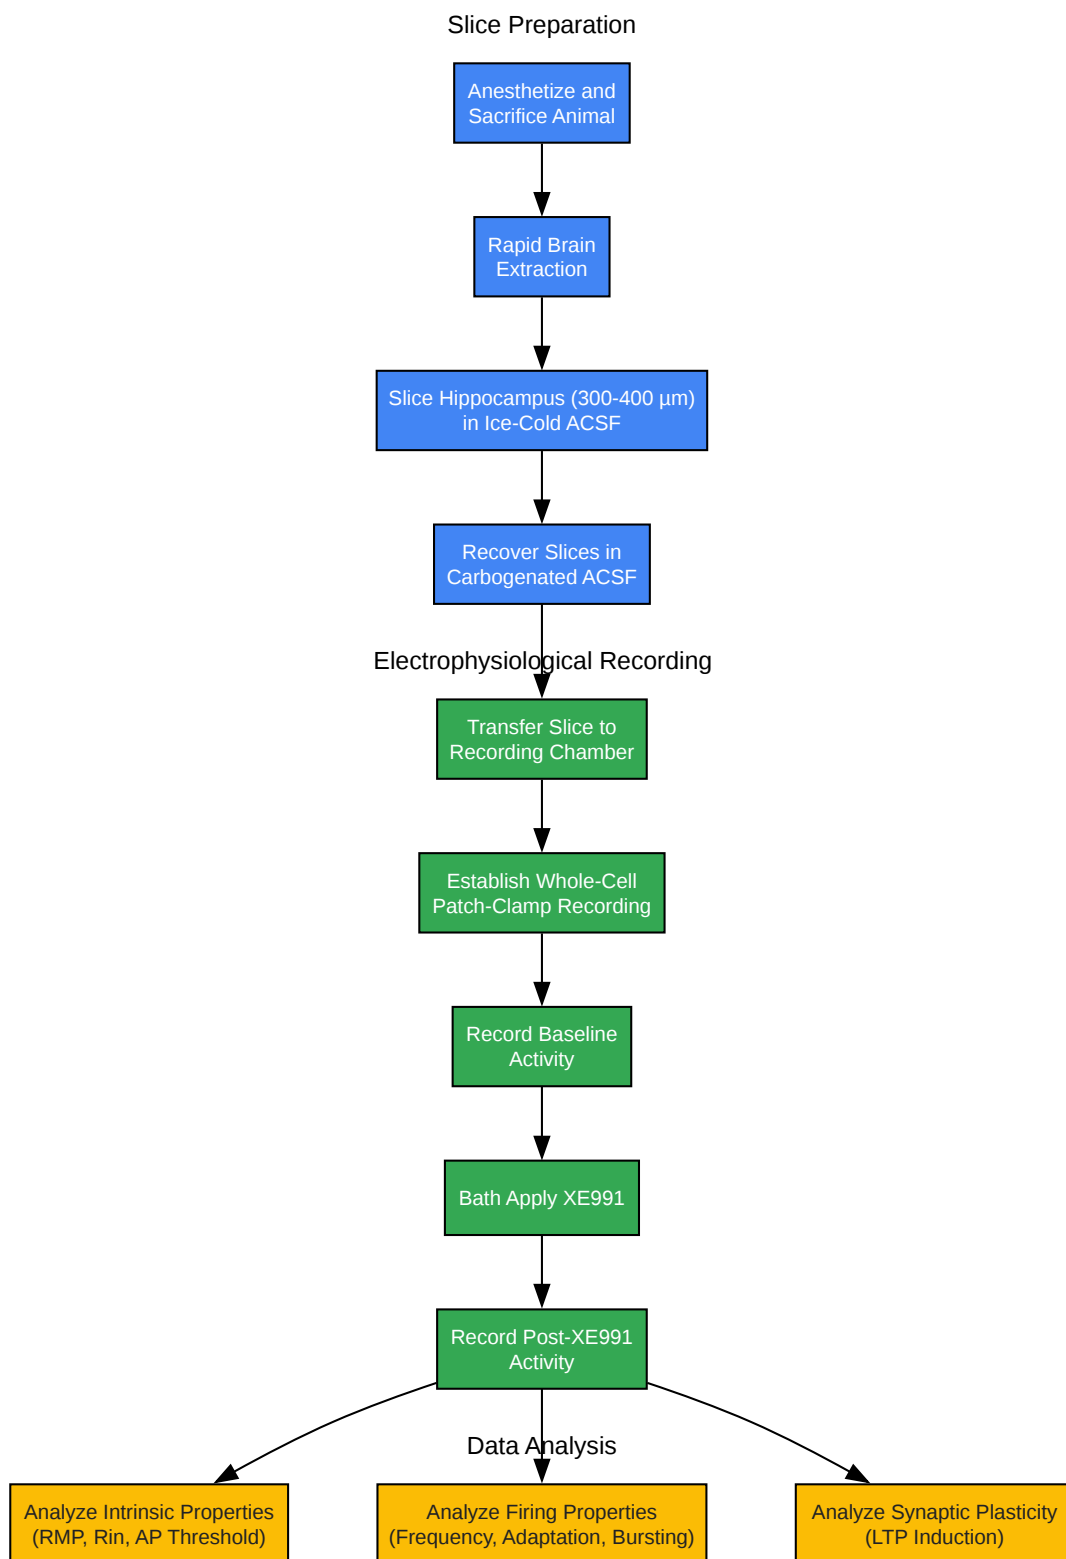 Slice Preparation
Anesthetize and
Sacrifice Animal
Rapid Brain
Extraction
Slice Hippocampus (300-400 µm)
in Ice-Cold ACSF
Recover Slices in
Carbogenated ACSF
Electrophysiological Recording
Transfer Slice to
Recording Chamber
Establish Whole-Cell
Patch-Clamp Recording
Record Baseline
Activity
Bath Apply XE991
Record Post-XE991
Activity
Data Analysis
Analyze Intrinsic Properties
(RMP, Rin, AP Threshold)
Analyze Firing Properties
(Frequency, Adaptation, Bursting)
Analyze Synaptic Plasticity
(LTP Induction)